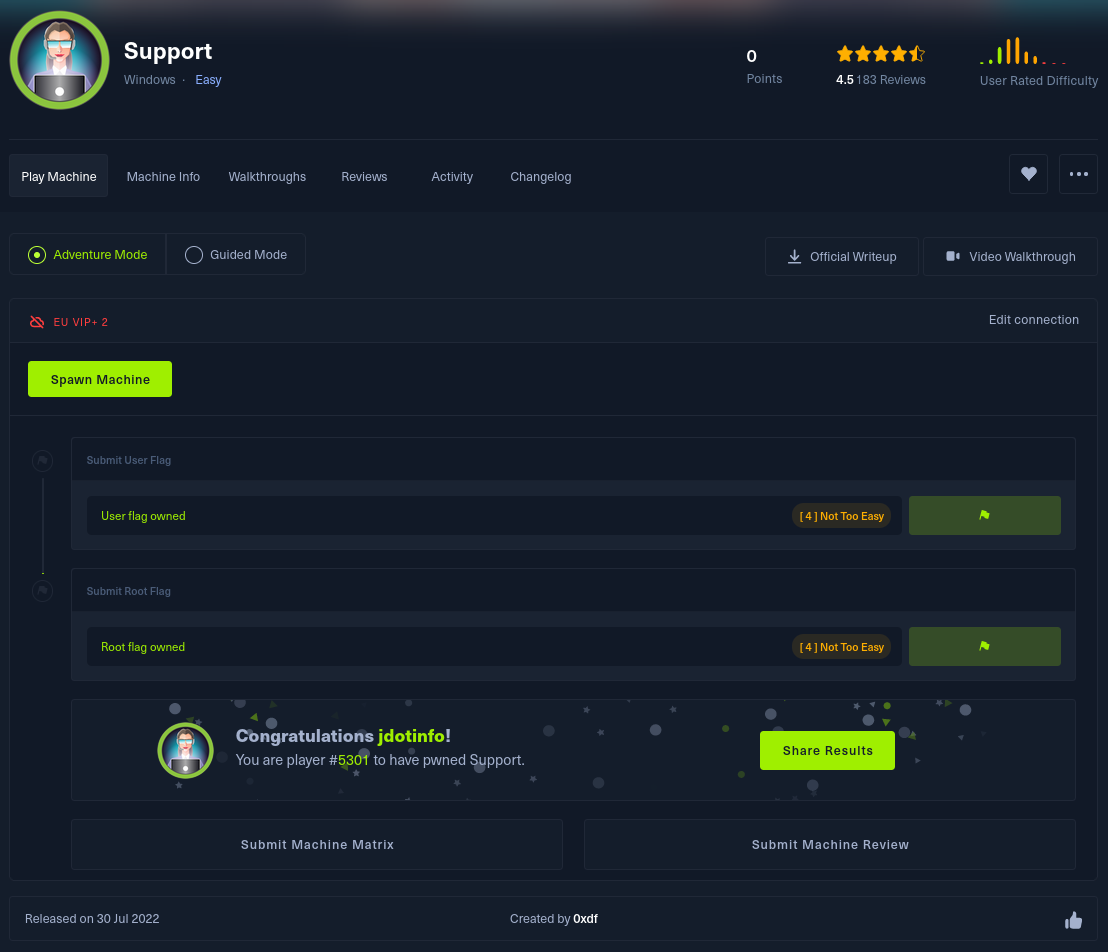 Support
Windows · Easy
0
Points
4.5 183 Reviews
User Rated Difficulty
Play Machine
Machine Info
Walkthroughs
Reviews
Activity
Changelog
Adventure Mode
Guided Mode
Official Writeup
Video Walkthrough
EU VIP+ 2
Edit connection
Spawn Machine
Submit User Flag
User flag owned
[ 4 ] Not Too Easy
Submit Root Flag
Root flag owned
[ 4 ] Not Too Easy
Congratulations jdotinfo!
You are player #5301 to have pwned Support.
Share Results
Submit Machine Matrix
Submit Machine Review
Released on 30 Jul 2022
Created by 0xdf